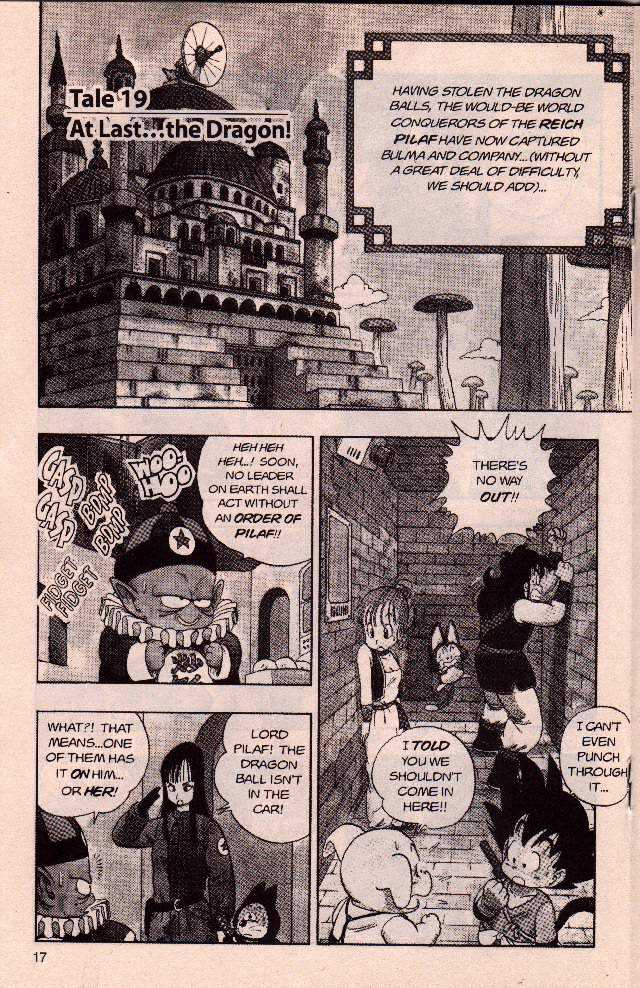 Tale 19
At Last...the Dragon!
HAVING STOLEN THE DRAGON
BALLS, THE WOULD-BE WORLD
CONQUERORS OF THE REICH
PILAF HAVE NOW CAPTURED
BULMA AND COMPANY...(WITHOUT
A GREAT DEAL OF DIFFICULTY,
WE SHOULD ADD)...
GASP
GASP
BOMP
BOMP
WOO-
HOO
FIDGET
FIDGET
HEH HEH
HEH...! SOON,
NO LEADER
ON EARTH SHALL
ACT WITHOUT
AN ORDER OF
PILAF!!
THERE'S
NO WAY
OUT!!
I CAN'T
EVEN
PUNCH
THROUGH
IT...
I TOLD
YOU WE
SHOULDN'T
COME IN
HERE!!
WHAT?! THAT
MEANS...ONE
OF THEM HAS
IT ON HIM...
OR HER!
LORD
PILAF! THE
DRAGON
BALL ISN'T
IN THE
CAR!
17